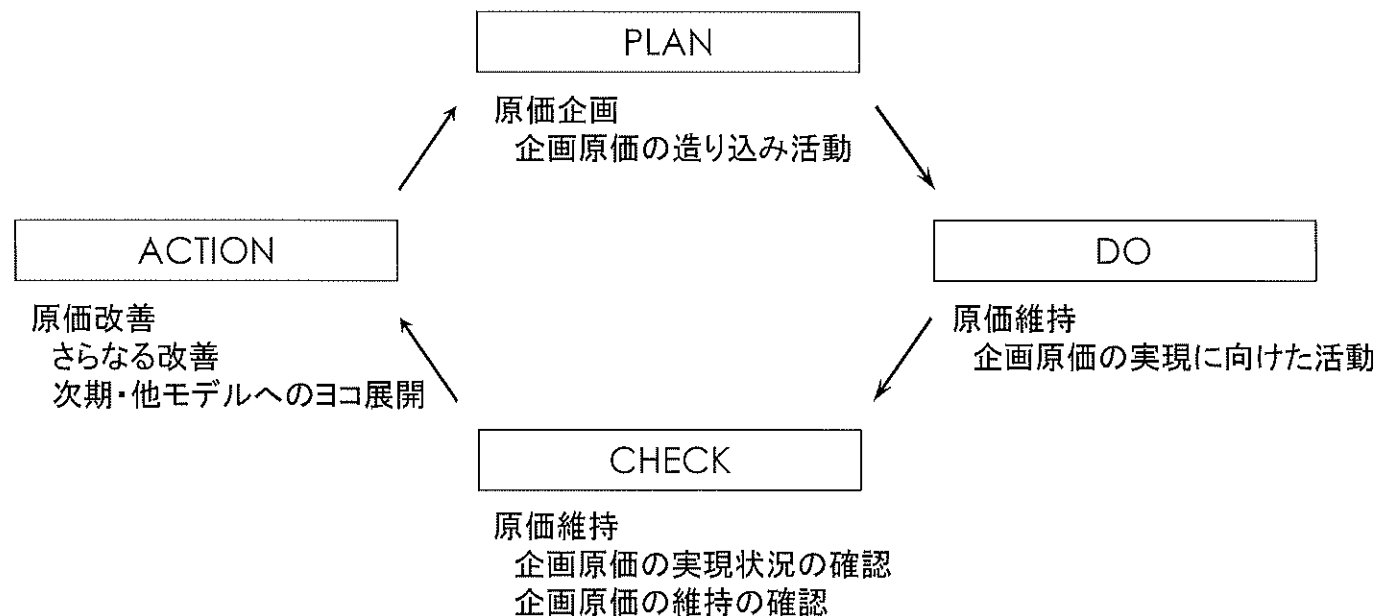 PLAN
原価企画
企画原価の造り込み活動
ACTION
原価改善
さらなる改善
次期・他モデルへのヨコ展開
DO
原価維持
企画原価の実現に向けた活動
CHECK
原価維持
企画原価の実現状況の確認
企画原価の維持の確認